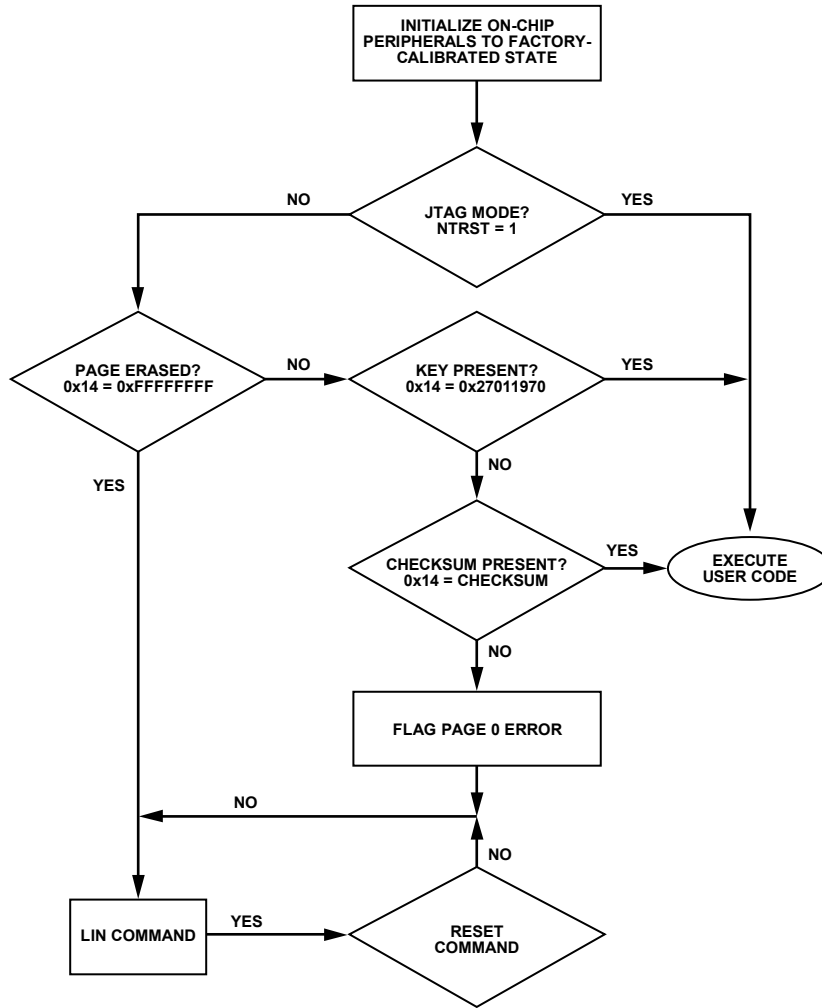 INITIALIZE ON-CHIP
PERIPHERALS TO FACTORY-
CALIBRATED STATE
NO
JTAG MODE?
NTRST = 1
YES
PAGE ERASED?
0x14 = 0xFFFFFFFF
NO
KEY PRESENT?
0x14 = 0x27011970
YES
NO
YES
CHECKSUM PRESENT?
0x14 = CHECKSUM
YES
EXECUTE
USER CODE
NO
FLAG PAGE 0 ERROR
NO
NO
LIN COMMAND
YES
RESET
COMMAND